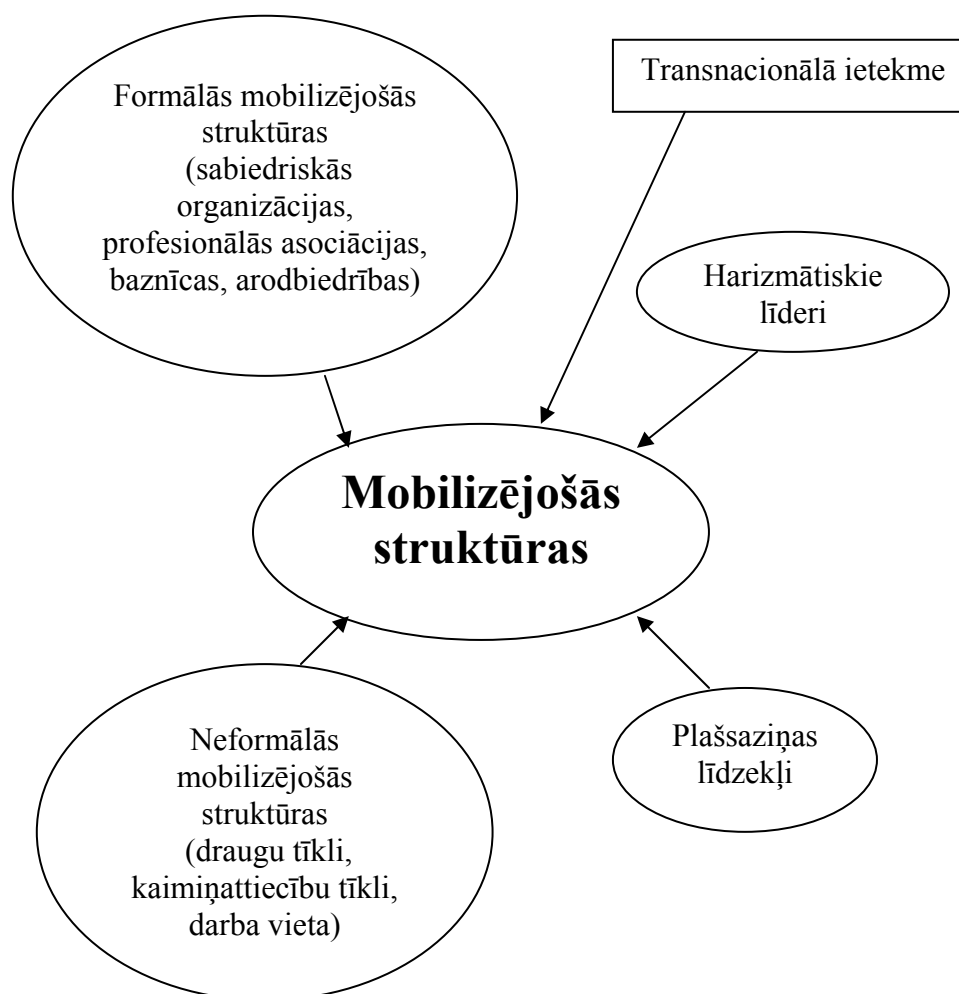 Formālās mobilizējošās
struktūras
(sabiedriskās
organizācijas,
profesionālās asociācijas,
baznīcas, arodbiedrības)
Transnacionālā ietekme
Harizmātiskie
līderi
Mobilizējošās
struktūras
Neformālās
mobilizējošās
struktūras
(draugu tīkli,
kaimiņattiecību tīkli,
darba vieta)
Plašsaziņas
līdzekļi